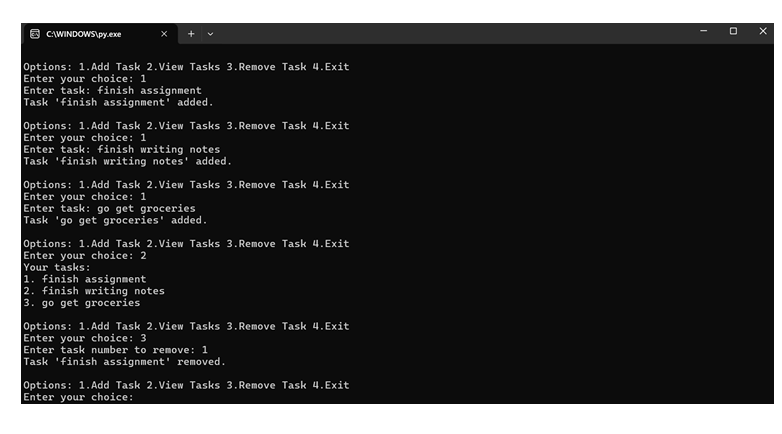 C:\WINDOWS\py.exe
Options: 1.Add Task 2.View Tasks 3.Remove Task 4.Exit
Enter your choice: 1
Enter task: finish assignment
Task 'finish assignment' added.
Options: 1.Add Task 2.View Tasks 3.Remove Task 4.Exit
Enter your choice: 1
Enter task: finish writing notes
Task 'finish writing notes' added.
Options: 1.Add Task 2.View Tasks 3.Remove Task 4.Exit
Enter your choice: 1
Enter task: go get groceries
Task 'go get groceries' added.
Options: 1.Add Task 2.View Tasks 3.Remove Task 4.Exit
Enter your choice: 2
Your tasks:
1. finish assignment
2. finish writing notes
3. go get groceries
Options: 1.Add Task 2.View Tasks 3.Remove Task 4.Exit
Enter your choice: 3
Enter task number to remove: 1
Task 'finish assignment' removed.
Options: 1.Add Task 2.View Tasks 3.Remove Task 4.Exit
Enter your choice: